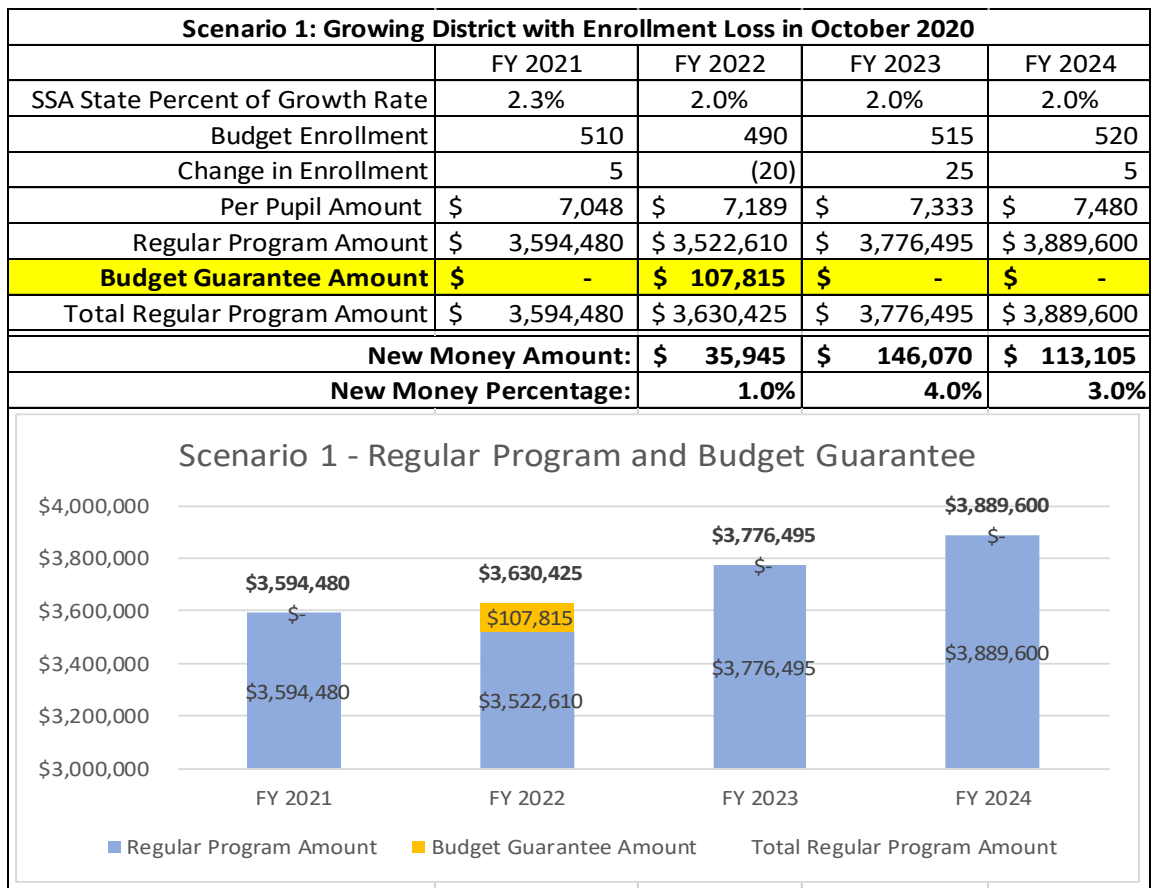 Scenario 1: Growing District with Enrollment Loss in October 2020
FY 2021 FY 2022 FY 2023 FY 2024
SSA State Percent of Growth Rate 2.3% 2.0% 2.0% 2.0%
Budget Enrollment 510 490 515 520
Change in Enrollment 5 (20) 25 5
Per Pupil Amount $ 7,048 $ 7,189 $ 7,333 $ 7,480
Regular Program Amount $ 3,594,480 $ 3,522,610 $ 3,776,495 $ 3,889,600
Budget Guarantee Amount $ - $ 107,815 $ - $ -
Total Regular Program Amount $ 3,594,480 $ 3,630,425 $ 3,776,495 $ 3,889,600
New Money Amount: $ 35,945 $ 146,070 $ 113,105
New Money Percentage: 1.0% 4.0% 3.0%
Scenario 1 - Regular Program and Budget Guarantee
$4,000,000
$3,800,000
$3,600,000
$3,400,000
$3,200,000
$3,000,000
$3,594,480
$-
$3,594,480
$3,630,425
$107,815
$3,522,610
$3,776,495
$-
$3,776,495
$3,889,600
$-
$3,889,600
FY 2021 FY 2022 FY 2023 FY 2024
Regular Program Amount Budget Guarantee Amount Total Regular Program Amount